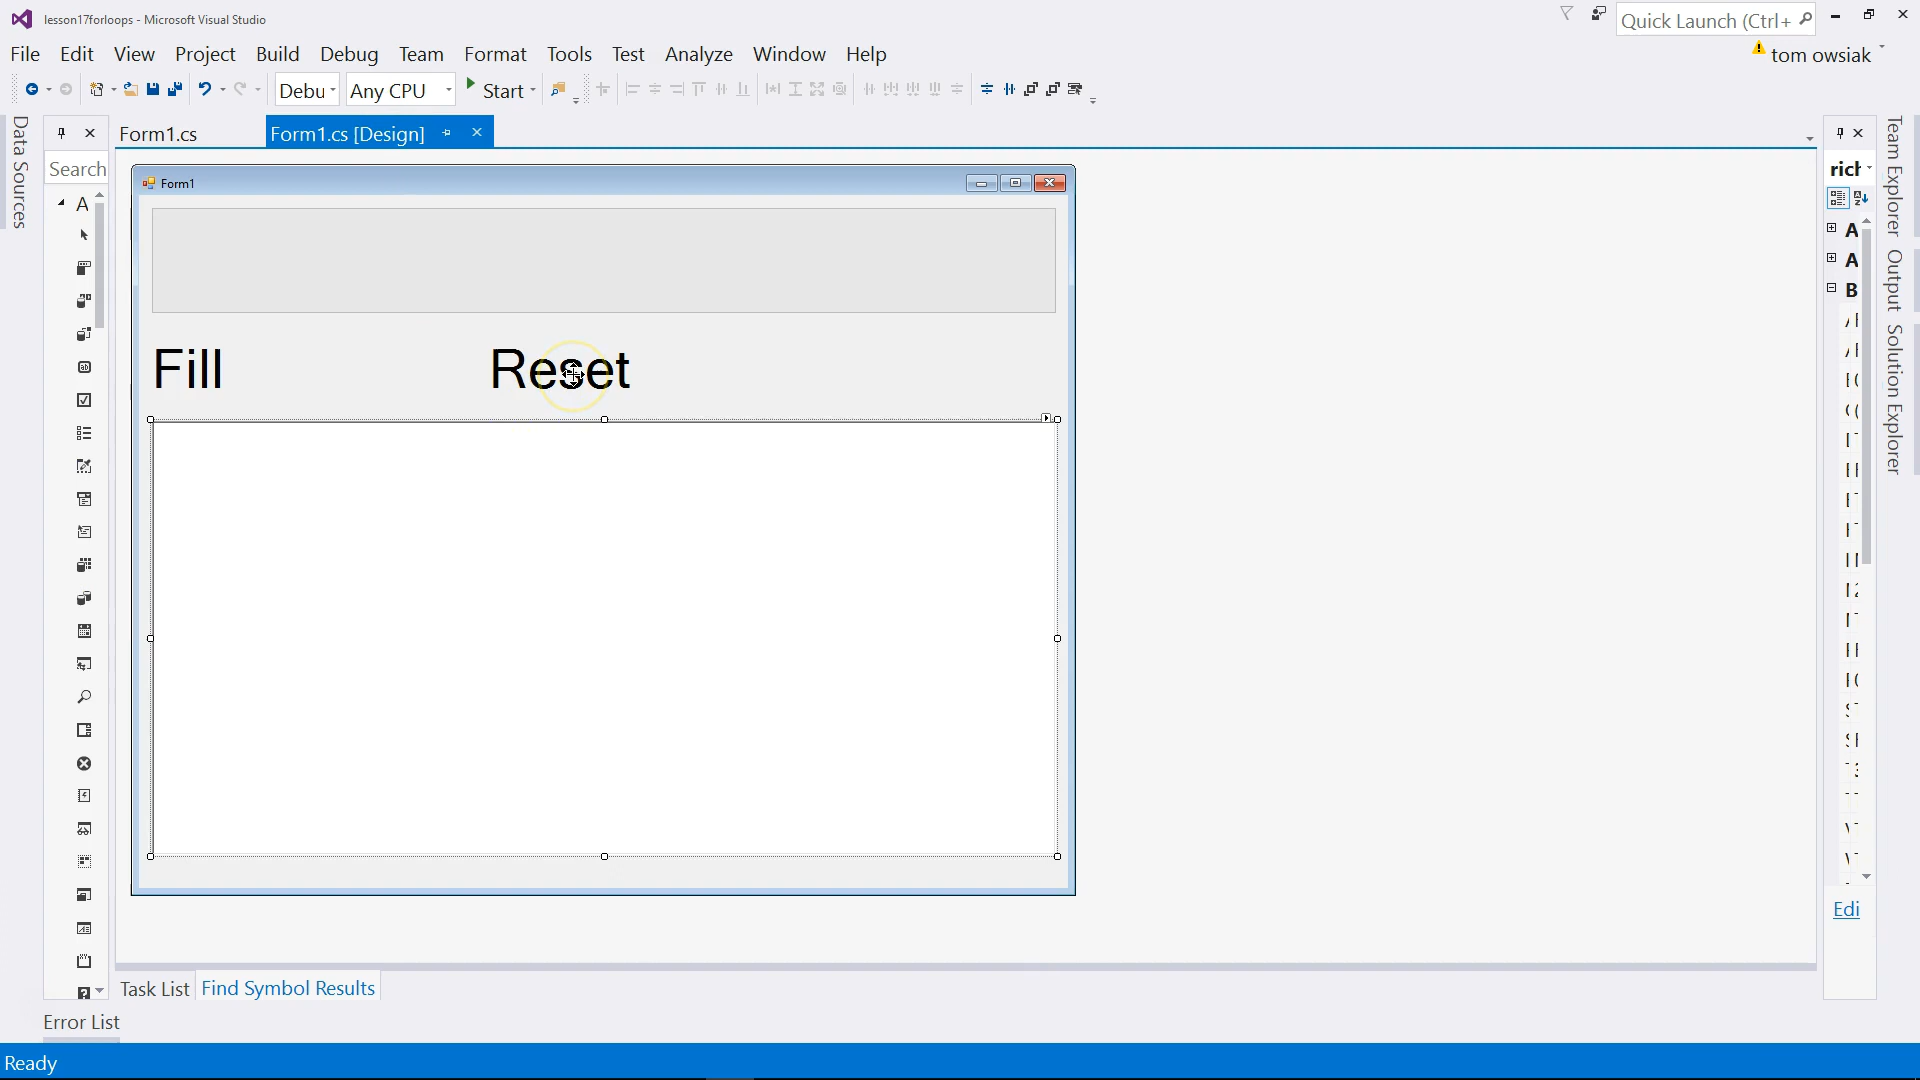 lesson17forloops - Microsoft Visual Studio
Quick Launch (Ctrl+
File Edit View Project Build Debug Team Format Tools Test Analyze Window Help
tom owsiak
Debu Any CPU Start
Data Sources
Form1.cs Form1.cs [Design]
Search
A
Form1
Fill Reset
rich
A
A
B
Edi
Team Explorer
Output
Solution Explorer
Task List Find Symbol Results
Error List
Ready